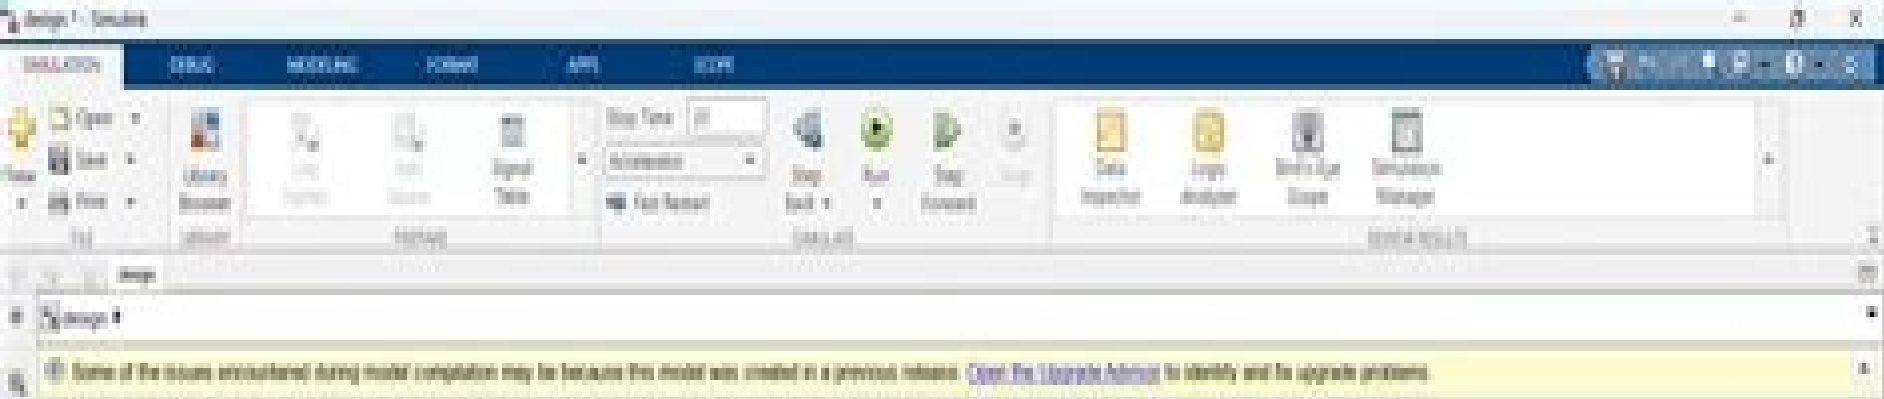 design * - Simulink
SIMULATION DEBUG MODELING FORMAT APPS SCOPE
Open
Save
Print
New
FILE
Library
Browser
LIBRARY
Signal
Table
PREPARE
Stop Time
Accelerator
Fast Restart
Step
Back
Run
Step
Forward
Stop
SIMULATE
Data
Inspector
Logic
Analyzer
Bird's-Eye
Scope
Simulation
Manager
REVIEW RESULTS
design
design
Some of the issues encountered during model compilation may be because this model was created in a previous release. Open the Upgrade Advisor to identify and fix upgrade problems.